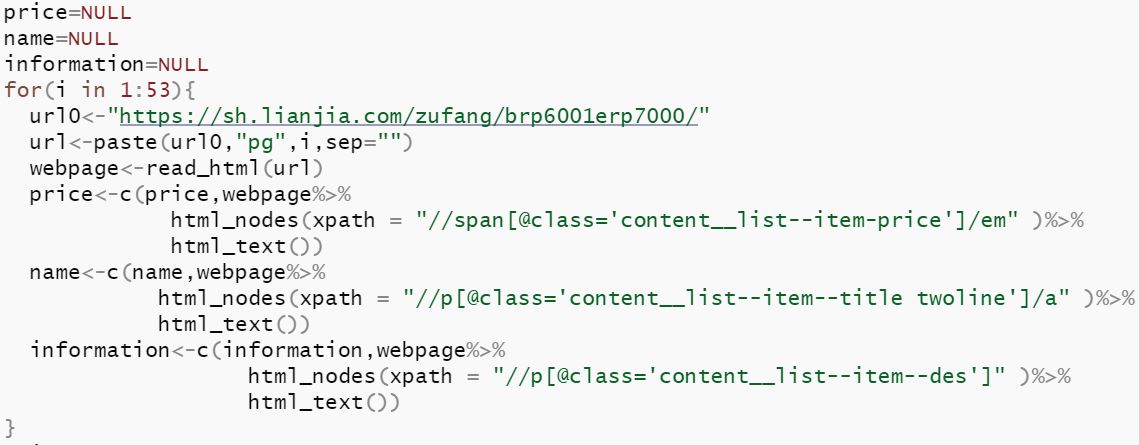 price=NULL
name=NULL
information=NULL
for(i in 1:53){
  url0<-"https://sh.lianjia.com/zufang/brp6001erp7000/"
  url<-paste(url0,"pg",i,sep="")
  webpage<-read_html(url)
  price<-c(price,webpage%>%
             html_nodes(xpath = "//span[@class='content__list--item-price']/em" )%>%
             html_text())
  name<-c(name,webpage%>%
            html_nodes(xpath = "//p[@class='content__list--item--title twoline']/a" )%>%
            html_text())
  information<-c(information,webpage%>%
                   html_nodes(xpath = "//p[@class='content__list--item--des']" )%>%
                   html_text())
}